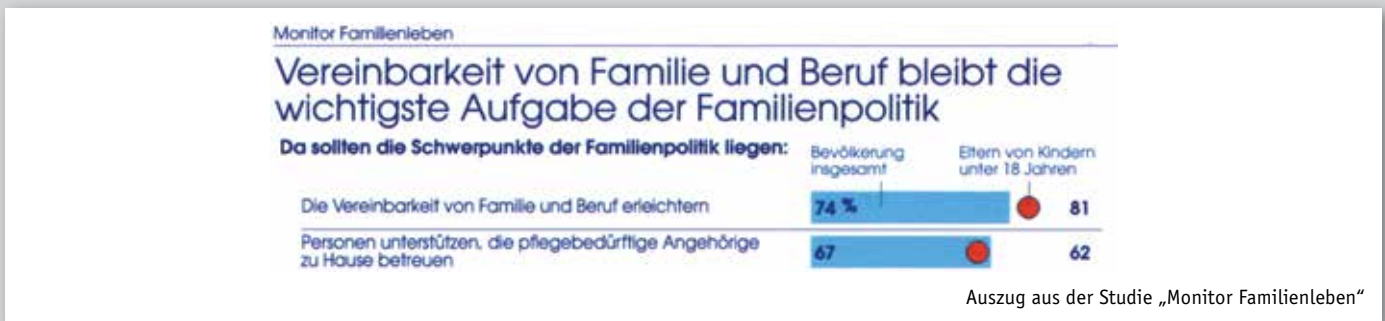 Monitor Familienleben
Vereinbarkeit von Familie und Beruf bleibt die
wichtigste Aufgabe der Familienpolitik
Da sollten die Schwerpunkte der Familienpolitik liegen:
Bevölkerung
insgesamt
Eltern von Kindern
unter 18 Jahren
Die Vereinbarkeit von Familie und Beruf erleichtern
74 %
81
Personen unterstützen, die pflegebedürftige Angehörige
zu Hause betreuen
67
62
Auszug aus der Studie „Monitor Familienleben“